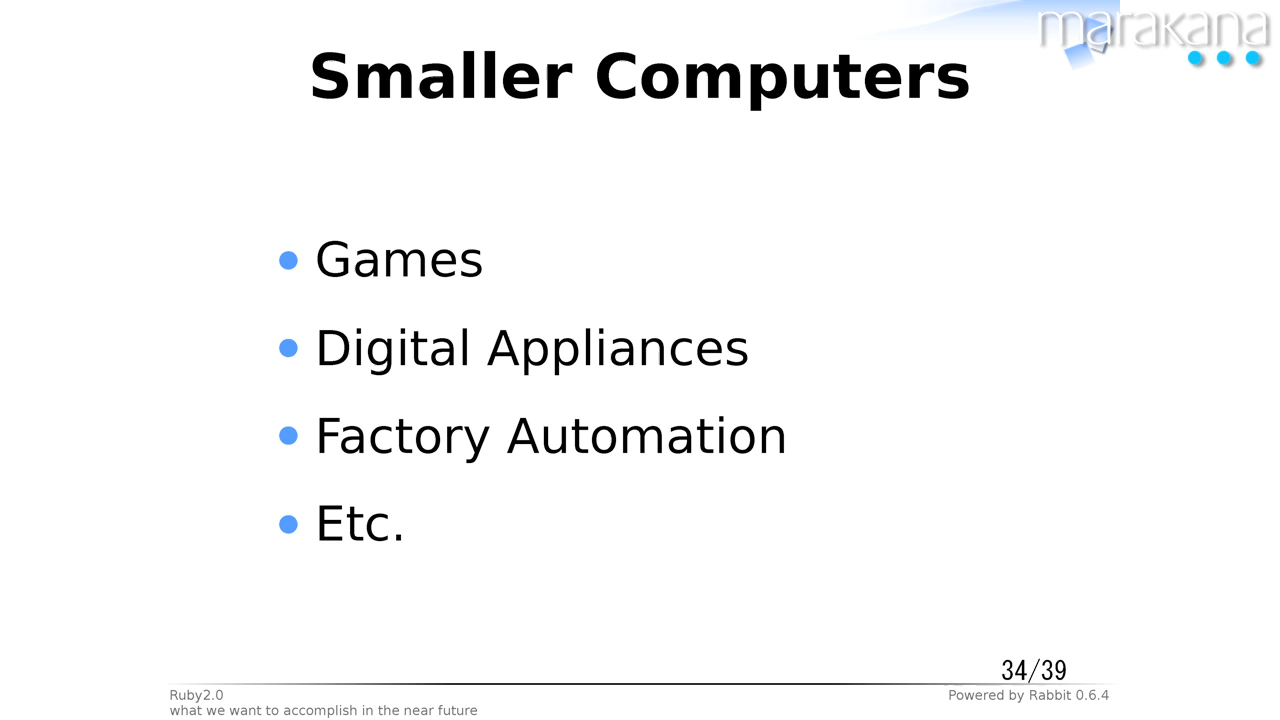 marakana
Smaller Computers
Games
Digital Appliances
Factory Automation
Etc.
34/39
Ruby2.0
Powered by Rabbit 0.6.4
what we want to accomplish in the near future